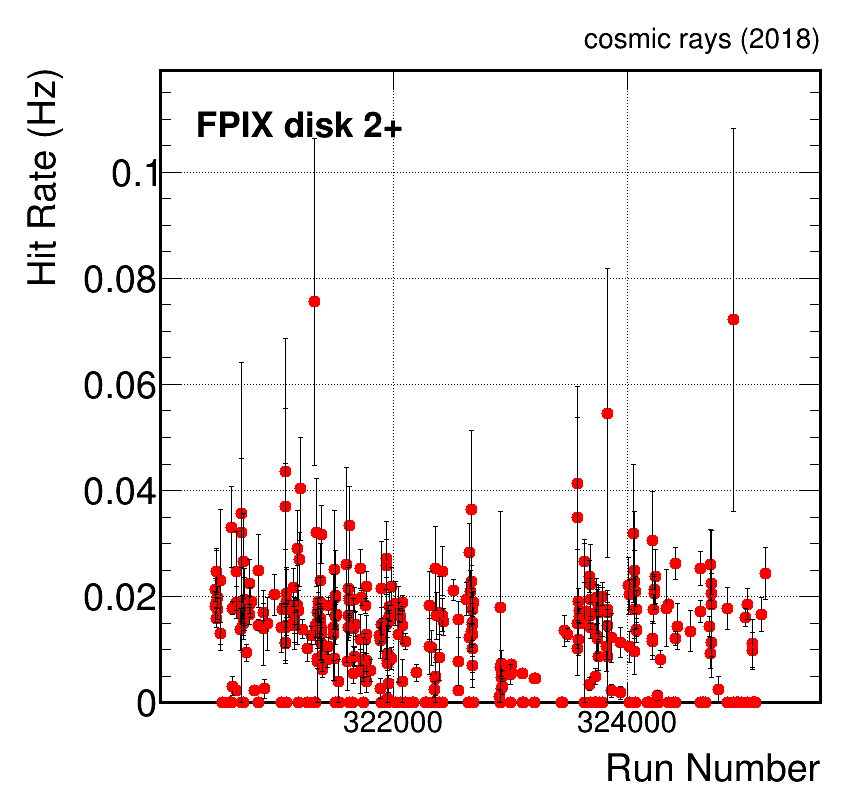 cosmic rays (2018)
Hit Rate (Hz)
FPIX disk 2+
0.1
0.08
0.06
0.04
0.02
0
322000 324000
Run Number